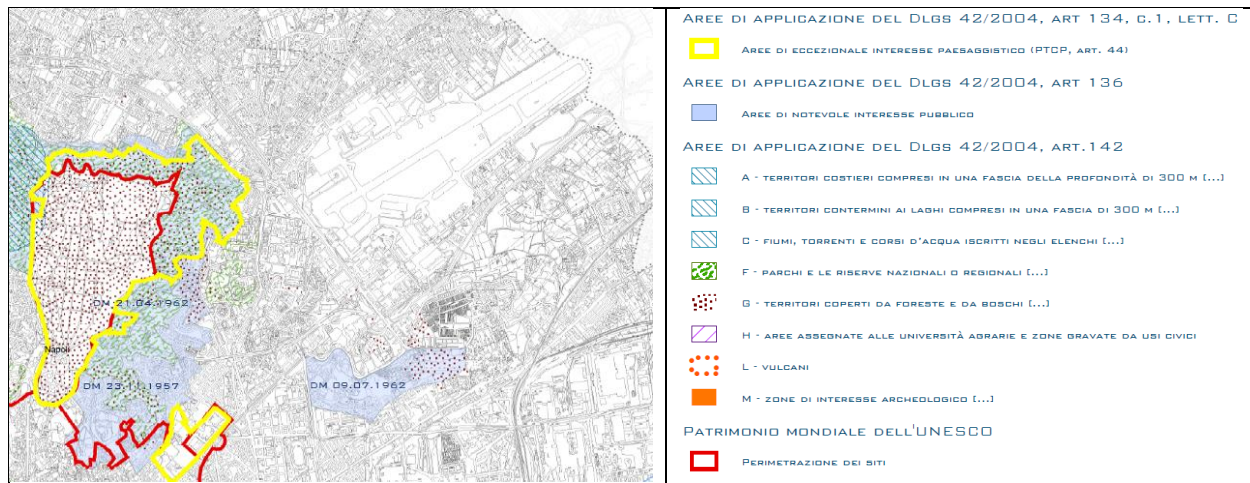 DM 21.04.1962
Napoli
DM 23.11.1957
DM 09.07.1962
AREE DI APPLICAZIONE DEL DLGS 42/2004, ART 134, C.1, LETT. C
AREE DI ECCEZIONALE INTERESSE PAESAGGISTICO (PTCP, ART. 44)
AREE DI APPLICAZIONE DEL DLGS 42/2004, ART 136
AREE DI NOTEVOLE INTERESSE PUBBLICO
AREE DI APPLICAZIONE DEL DLGS 42/2004, ART.142
A - TERRITORI COSTIERI COMPRESI IN UNA FASCIA DELLA PROFONDITÀ DI 300 M [...]
B - TERRITORI CONTERMINI AI LAGHI COMPRESI IN UNA FASCIA DI 300 M [...]
C - FIUMI, TORRENTI E CORSI D'ACQUA ISCRITTI NEGLI ELENCHI [...]
F - PARCHI E LE RISERVE NAZIONALI O REGIONALI [...]
G - TERRITORI COPERTI DA FORESTE E DA BOSCHI [...]
H - AREE ASSEGNATE ALLE UNIVERSITÀ AGRARIE E ZONE GRAVATE DA USI CIVICI
L - VULCANI
M - ZONE DI INTERESSE ARCHEOLOGICO [...]
PATRIMONIO MONDIALE DELL'UNESCO
PERIMETRAZIONE DEI SITI